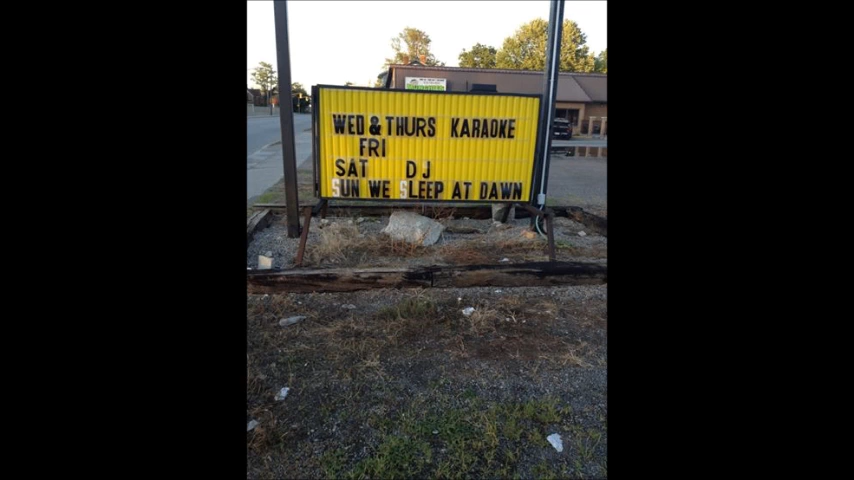 WED & THURS KARAOKE
FRI
SAT DJ
SUN WE SLEEP AT DAWN